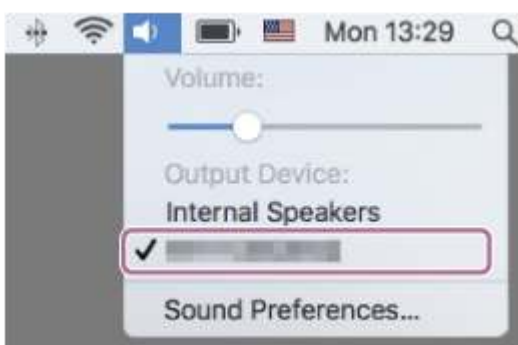 Mon 13:29
Volume:
Output Device:
Internal Speakers
Sound Preferences...